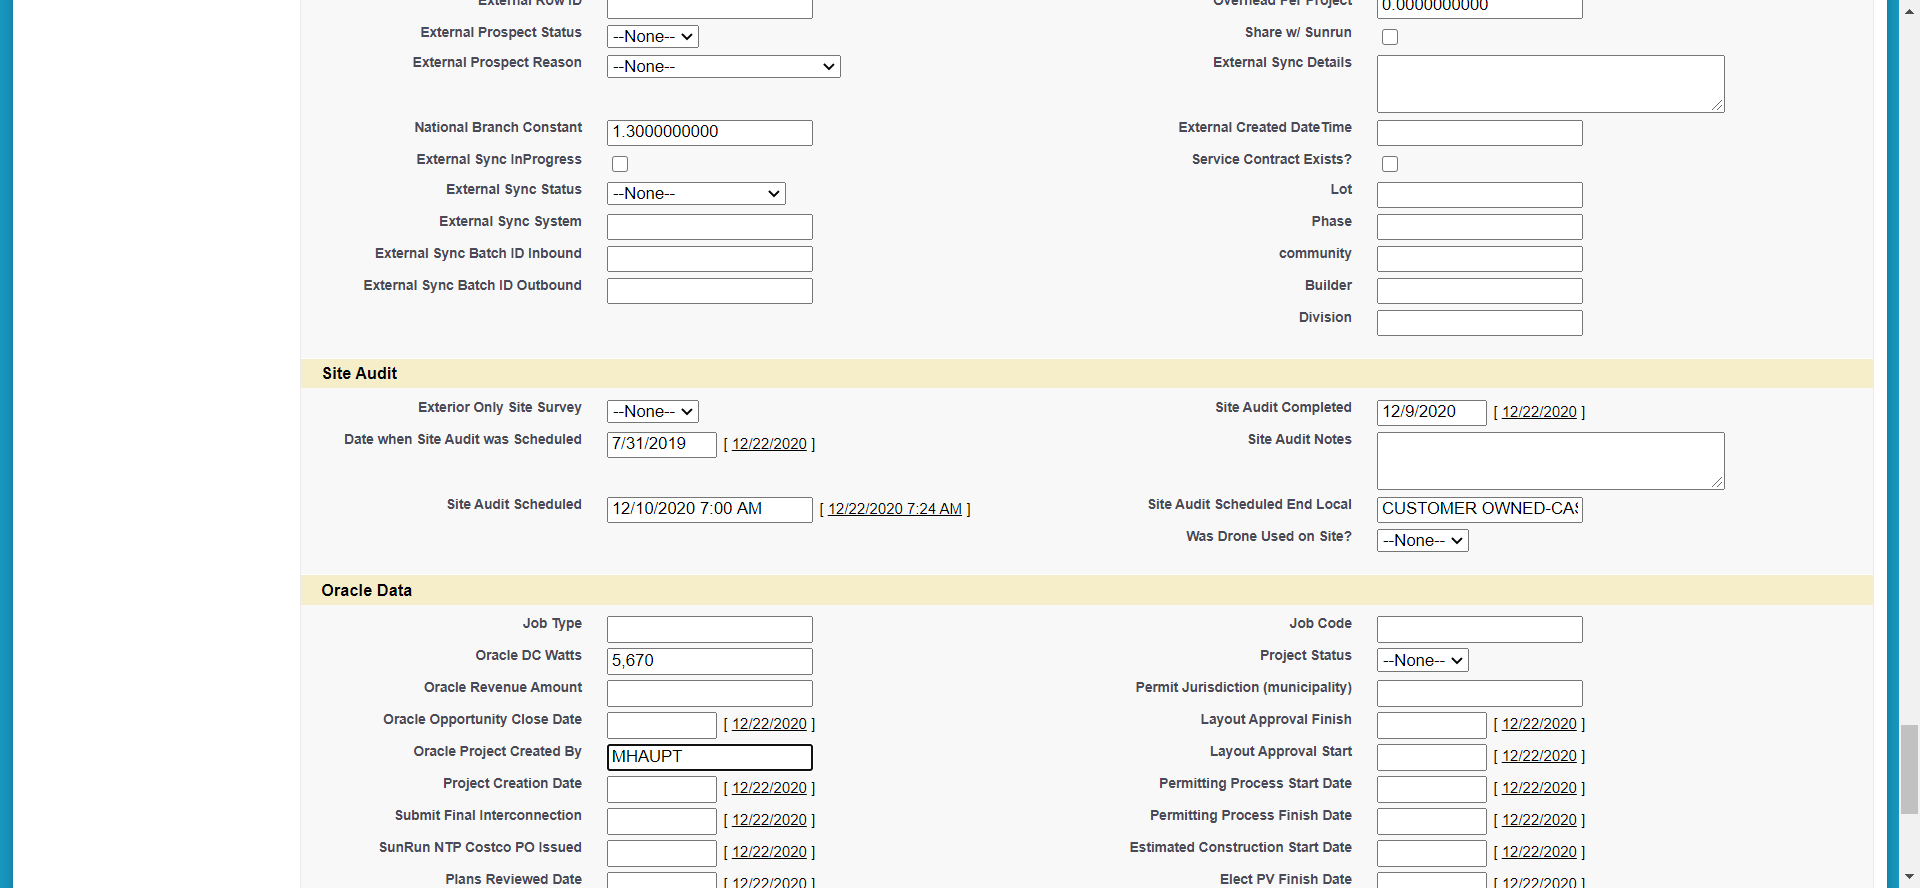 External Row ID
Overhead Per Project 0.0000000000
External Prospect Status --None--
Share w/ Sunrun
External Prospect Reason --None--
External Sync Details
National Branch Constant 1.3000000000
External Created DateTime
External Sync InProgress
Service Contract Exists?
External Sync Status --None--
Lot
External Sync System
Phase
External Sync Batch ID Inbound
community
External Sync Batch ID Outbound
Builder
Division
Site Audit
Exterior Only Site Survey --None--
Site Audit Completed 12/9/2020 [ 12/22/2020 ]
Date when Site Audit was Scheduled 7/31/2019 [ 12/22/2020 ]
Site Audit Notes
Site Audit Scheduled 12/10/2020 7:00 AM [ 12/22/2020 7:24 AM ]
Site Audit Scheduled End Local CUSTOMER OWNED-CAS
Was Drone Used on Site? --None--
Oracle Data
Job Type
Job Code
Oracle DC Watts 5,670
Project Status --None--
Oracle Revenue Amount
Permit Jurisdiction (municipality)
Oracle Opportunity Close Date [ 12/22/2020 ]
Layout Approval Finish [ 12/22/2020 ]
Oracle Project Created By MHAUPT
Layout Approval Start [ 12/22/2020 ]
Project Creation Date [ 12/22/2020 ]
Permitting Process Start Date [ 12/22/2020 ]
Submit Final Interconnection [ 12/22/2020 ]
Permitting Process Finish Date [ 12/22/2020 ]
SunRun NTP Costco PO Issued [ 12/22/2020 ]
Estimated Construction Start Date [ 12/22/2020 ]
Plans Reviewed Date [ 12/22/2020 ]
Elect PV Finish Date [ 12/22/2020 ]